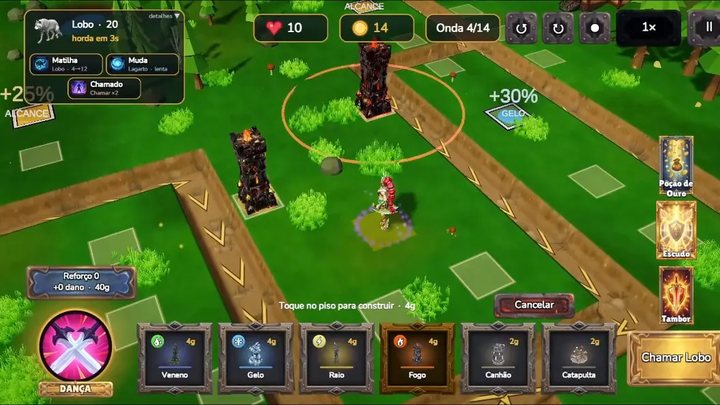 Lobo · 20
detalhes ▼
horda em 3s
Matilha
Lobo · 4→12
Muda
Lagarto · lenta
Chamado
Chamar ×2
ALCANCE
10
14
Onda 4/14
1×
+25%
ALCANCE
+30%
GELO
Poção de
Ouro
Escudo
Tambor
Reforço 0
+0 dano · 40g
Toque no piso para construir · 4g
Cancelar
DANÇA
4g
Veneno
4g
Gelo
4g
Raio
4g
Fogo
2g
Canhão
2g
Catapulta
Chamar Lobo